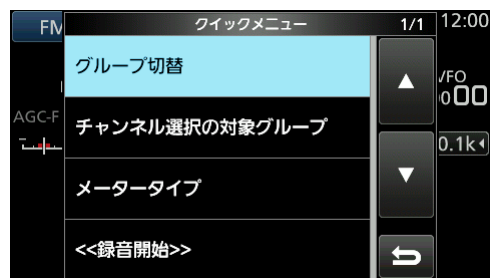 FM
クイックメニュー
1/1
12:00
グループ切替
VFO
00
AGC-F
チャンネル選択の対象グループ
0.1k
メータータイプ
<<録音開始>>